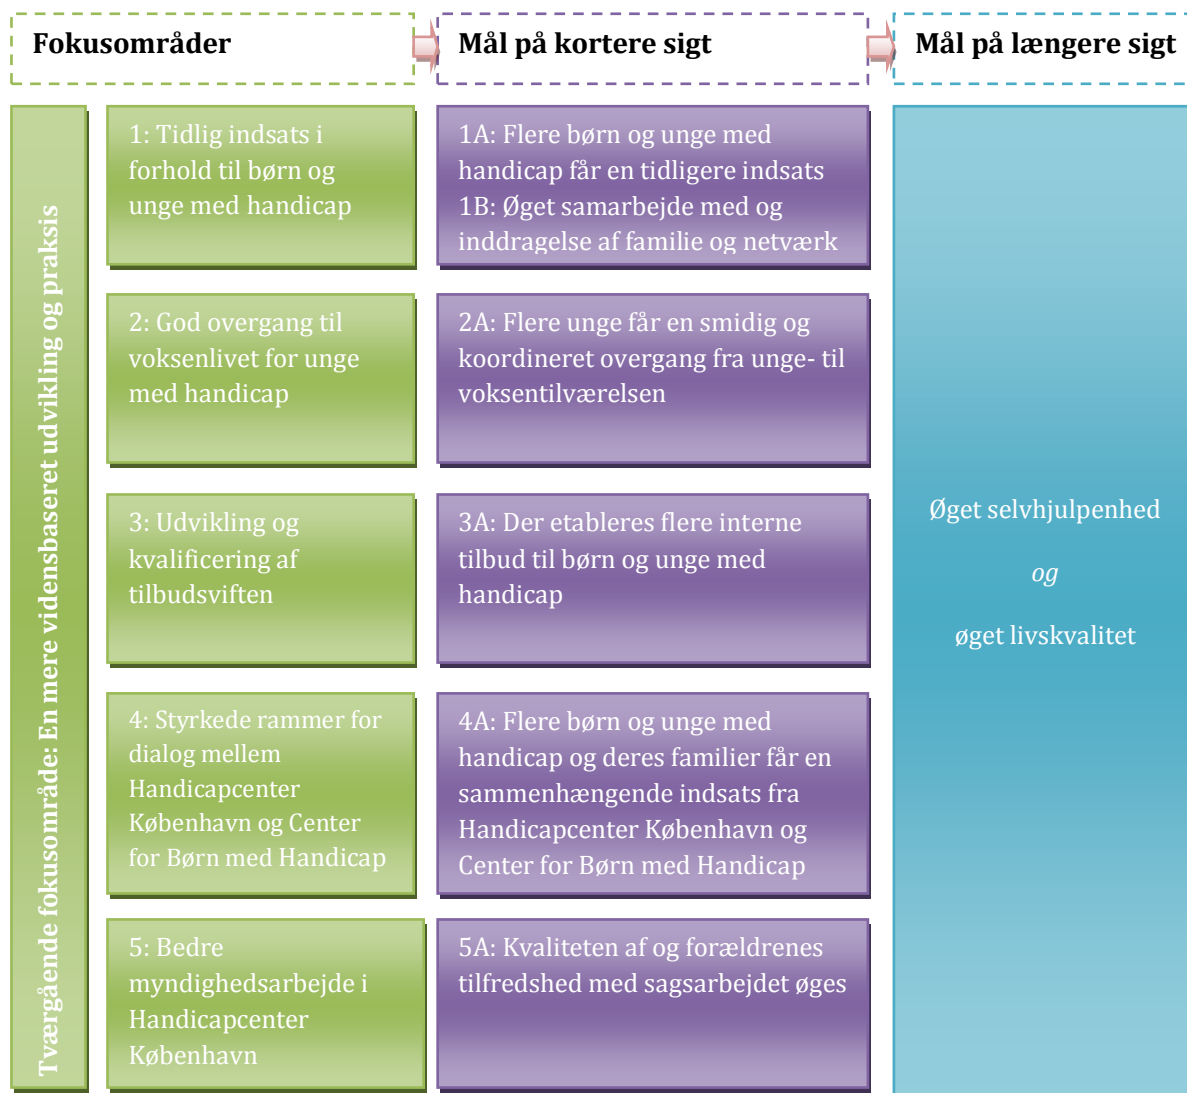 Fokusområder
Mål på kortere sigt
Mål på længere sigt
Tværgående fokusområde: En mere vidensbaseret udvikling og praksis
1: Tidlig indsats i
forhold til børn og
unge med handicap
1A: Flere børn og unge med
handicap får en tidligere indsats
1B: Øget samarbejde med og
inddragelse af familie og netværk
2: God overgang til
voksenlivet for unge
med handicap
2A: Flere unge får en smidig og
koordineret overgang fra unge- til
voksentilværelsen
3: Udvikling og
kvalificering af
tilbudsviften
3A: Der etableres flere interne
tilbud til børn og unge med
handicap
4: Styrkede rammer for
dialog mellem
Handicapcenter
København og Center
for Børn med Handicap
4A: Flere børn og unge med
handicap og deres familier får en
sammenhængende indsats fra
Handicapcenter København og
Center for Børn med Handicap
5: Bedre
myndighedsarbejde i
Handicapcenter
København
5A: Kvaliteten af og forældrenes
tilfredshed med sagsarbejdet øges
Øget selvhjulpenhed
og
øget livskvalitet